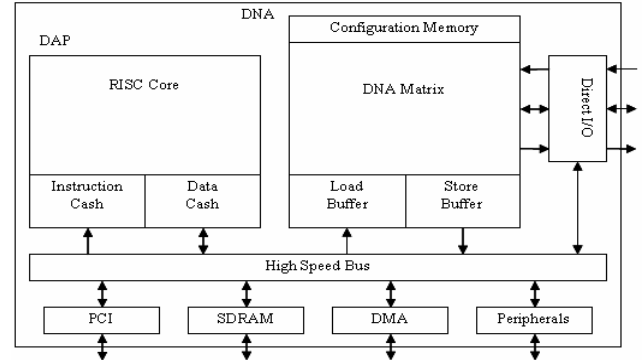 DNA
DAP
Configuration Memory
RISC Core
DNA Matrix
Direct I/O
Instruction
Cash
Data
Cash
Load
Buffer
Store
Buffer
High Speed Bus
PCI
SDRAM
DMA
Peripherals